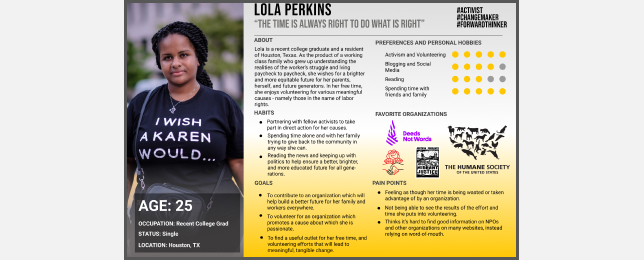 LOLA PERKINS
"THE TIME IS ALWAYS RIGHT TO DO WHAT IS RIGHT"
#ACTIVIST
#CHANGEMAKER
#FORWARDTHINKER
ABOUT
Lola is a recent college graduate and a resident
of Houston, Texas. As the product of a working
class family who grew up understanding the
realities of the worker's struggle and living
paycheck to paycheck, she wishes for a brighter
and more equitable future for her parents,
herself, and future generations. In her free time,
she enjoys volunteering for various meaningful
causes - namely those in the name of labor
rights.
HABITS
Partnering with fellow activists to take
part in direct action for her causes.
Spending time alone and with her family
trying to give back to the community in
any way she can.
Reading the news and keeping up with
politics to help ensure a better, brighter,
and more educated future for all gene-
rations.
GOALS
To contribute to an organization which will
help build a better future for her family and
workers everywhere.
To volunteer for an organization which
promotes a cause about which she is
passionate.
To find a useful outlet for her free time, and
volunteering efforts that will lead to
meaningful, tangible change.
PREFERENCES AND PERSONAL HOBBIES
Activism and Volunteering
Blogging and Social
Media
Reading
Spending time with
friends and family
FAVORITE ORGANIZATIONS
Deeds
Not Words
THE HUMANE SOCIETY
OF THE UNITED STATES
PAIN POINTS
Feeling as though her time is being wasted or taken
advantage of by an organization.
Not being able to see the results of the effort and
time she puts into volunteering.
Thinks it's hard to find good information on NPOs
and other organizations on many websites, instead
relying on word-of-mouth.
I WISH
A KAREN
WOULD...
AGE: 25
OCCUPATION: Recent College Grad
STATUS: Single
LOCATION: Houston, TX